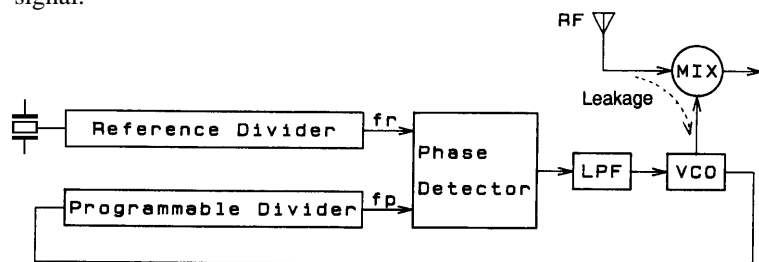 signal.
RF
MIX
Leakage
Reference Divider
fr
Phase
Detector
LPF
VCO
Programmable Divider
fp